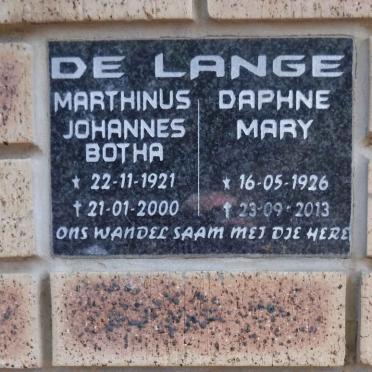 DE LANGE
MARTHINUS JOHANNES BOTHA
* 22-11-1921
† 21-01-2000
DAPHNE MARY
* 16-05-1926
† 23-09-2013
ONS WANDEL SAAM MET DIE HERE